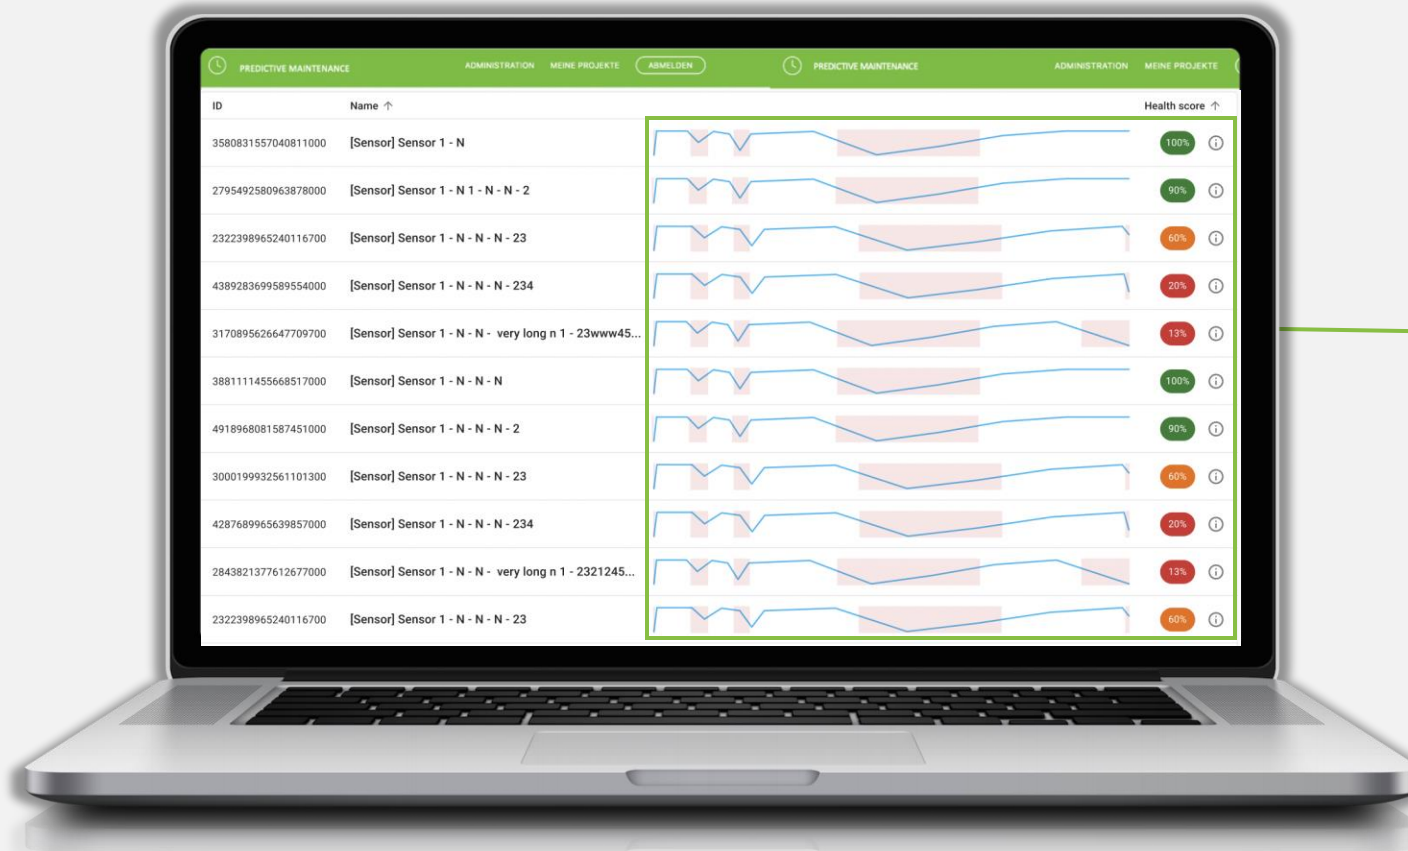 PREDICTIVE MAINTENANCE ADMINISTRATION MEINE PROJEKTE ABMELDEN PREDICTIVE MAINTENANCE ADMINISTRATION MEINE PROJEKTE
ID Name ↑ Health score ↑
3580831557040811000 [Sensor] Sensor 1 - N 100%
2795492580963878000 [Sensor] Sensor 1 - N 1 - N - N - 2 90%
2322398965240116700 [Sensor] Sensor 1 - N - N - N - 23 60%
4389283699589554000 [Sensor] Sensor 1 - N - N - N - 234 20%
3170895626647709700 [Sensor] Sensor 1 - N - N - very long n 1 - 23www45... 13%
3881111455668517000 [Sensor] Sensor 1 - N - N - N 100%
4918968081587451000 [Sensor] Sensor 1 - N - N - N - 2 90%
3000199932561101300 [Sensor] Sensor 1 - N - N - N - 23 60%
4287689965639857000 [Sensor] Sensor 1 - N - N - N - 234 20%
2843821377612677000 [Sensor] Sensor 1 - N - N - very long n 1 - 2321245... 13%
2322398965240116700 [Sensor] Sensor 1 - N - N - N - 23 60%